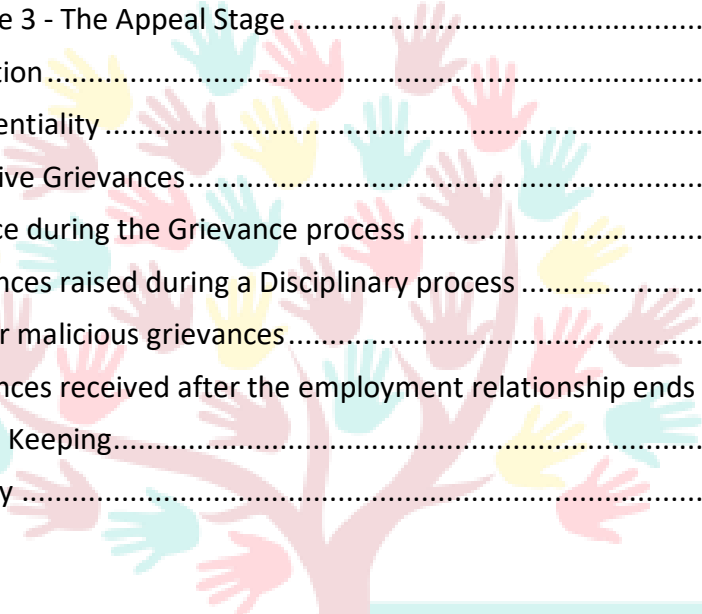 e 3 - The Appeal Stage..............................................................
tion..........................................................................................
entiality...................................................................................
ive Grievances.........................................................................
ce during the Grievance process.........................................
nces raised during a Disciplinary process...........................
r malicious grievances...........................................................
nces received after the employment relationship ends
Keeping..................................................................................
y..............................................................................................